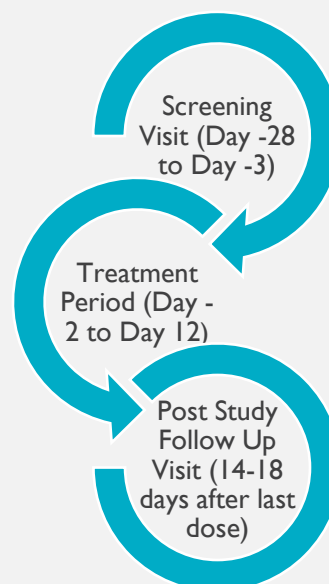 Screening
Visit (Day -28
to Day -3)
Treatment
Period (Day -
2 to Day 12)
Post Study
Follow Up
Visit (14-18
days after last
dose)